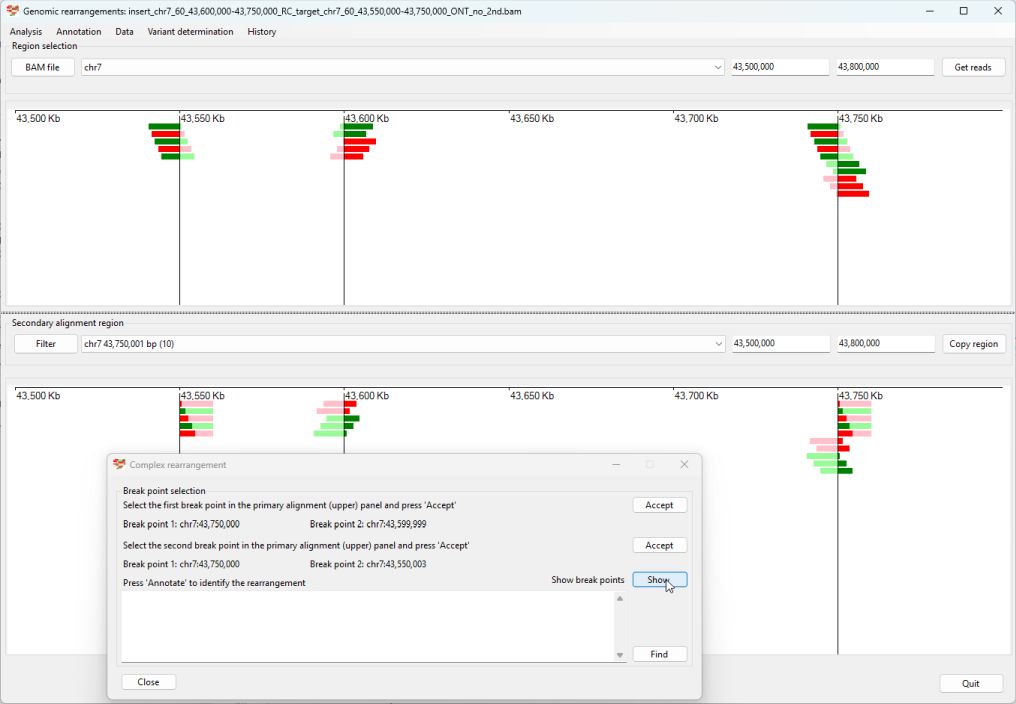 Genomic rearrangements: insert_chr7_60_43,600,000-43,750,000_RC_target_chr7_60_43,550,000-43,750,000_ONT_no_2nd.bam
Analysis Annotation Data Variant determination History
Region selection
BAM file chr7 43,500,000 43,800,000 Get reads
43,500 Kb 43,550 Kb 43,600 Kb 43,650 Kb 43,700 Kb 43,750 Kb
Secondary alignment region
Filter chr7 43,750,001 bp (10) 43,500,000 43,800,000 Copy region
43,500 Kb 43,550 Kb 43,600 Kb 43,650 Kb 43,700 Kb 43,750 Kb
Complex rearrangement
Break point selection
Select the first break point in the primary alignment (upper) panel and press 'Accept' Accept
Break point 1: chr7:43,750,000 Break point 2: chr7:43,599,999
Select the second break point in the primary alignment (upper) panel and press 'Accept' Accept
Break point 1: chr7:43,750,000 Break point 2: chr7:43,550,003
Press 'Annotate' to identify the rearrangement Show break points Show
Find
Close
Quit